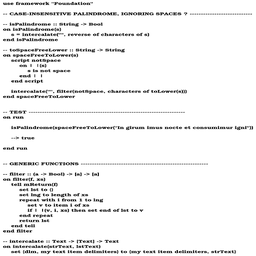 use framework "Foundation"
-- CASE-INSENSITIVE PALINDROME, IGNORING SPACES ? ----------------------------
-- isPalindrome :: String -> Bool
on isPalindrome(s)
s = intercalate("", reverse of characters of s)
end isPalindrome
-- toSpaceFreeLower :: String -> String
on spaceFreeToLower(s)
script notSpace
on |λ|(s)
s is not space
end |λ|
end script
intercalate("", filter(notSpace, characters of toLower(s)))
end spaceFreeToLower
-- TEST ----------------------------------------------------------------------
on run
isPalindrome(spaceFreeToLower("In girum imus nocte et consumimur igni"))
--> true
end run
-- GENERIC FUNCTIONS ---------------------------------------------------------
-- filter :: (a -> Bool) -> [a] -> [a]
on filter(f, xs)
tell mReturn(f)
set lst to {}
set lng to length of xs
repeat with i from 1 to lng
set v to item i of xs
if |λ|(v, i, xs) then set end of lst to v
end repeat
return lst
end tell
end filter
-- intercalate :: Text -> [Text] -> Text
on intercalate(strText, lstText)
set {dlm, my text item delimiters} to {my text item delimiters, strText}